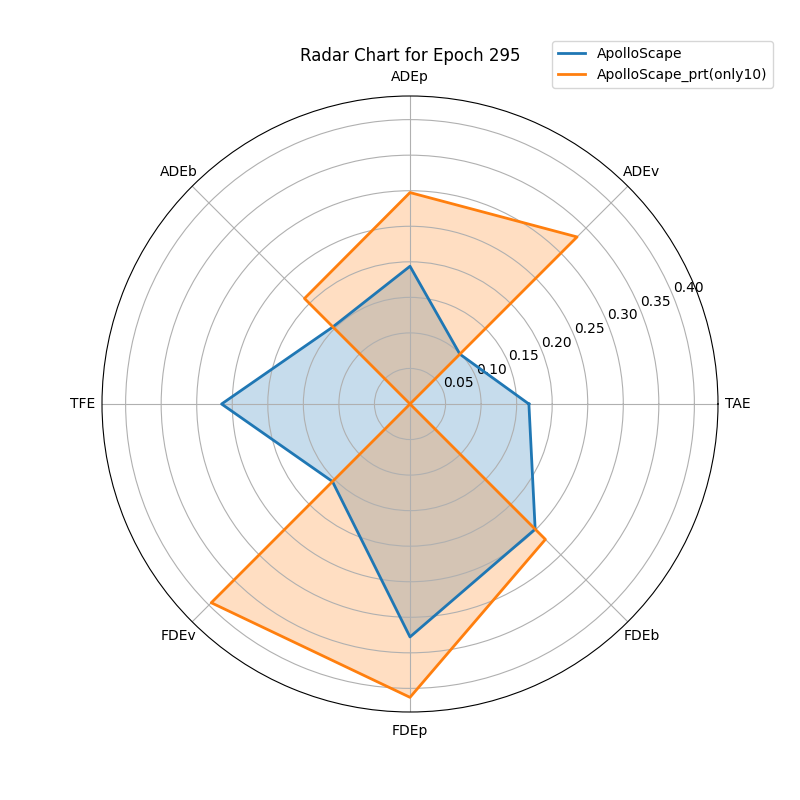 Radar Chart for Epoch 295
ApolloScape
ApolloScape_prt(only10)
ADEp
ADEb
ADEv
0.40
0.35
0.30
0.25
0.20
0.15
0.10
0.05
TFE
TAE
FDEv
FDEb
FDEp